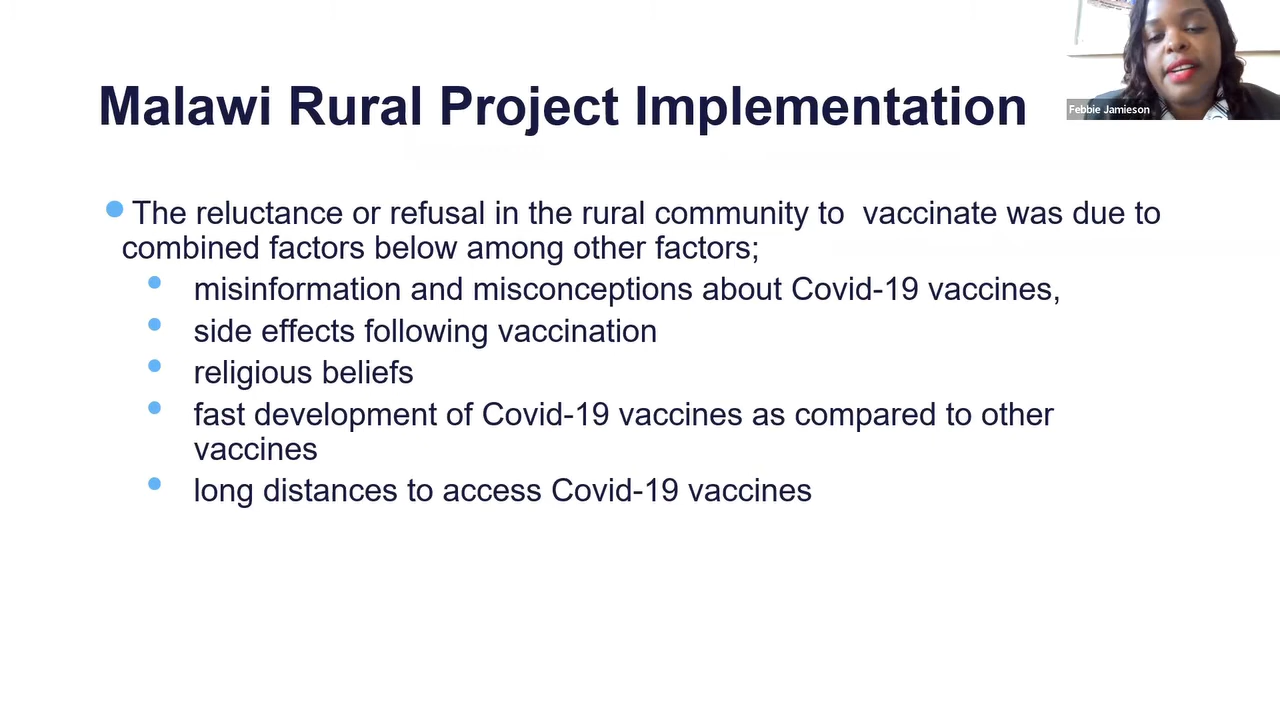 Malawi Rural Project Implementation
Febbie Jamieson
The reluctance or refusal in the rural community to  vaccinate was due to
combined factors below among other factors;
misinformation and misconceptions about Covid-19 vaccines,
side effects following vaccination
religious beliefs
fast development of Covid-19 vaccines as compared to other
vaccines
long distances to access Covid-19 vaccines